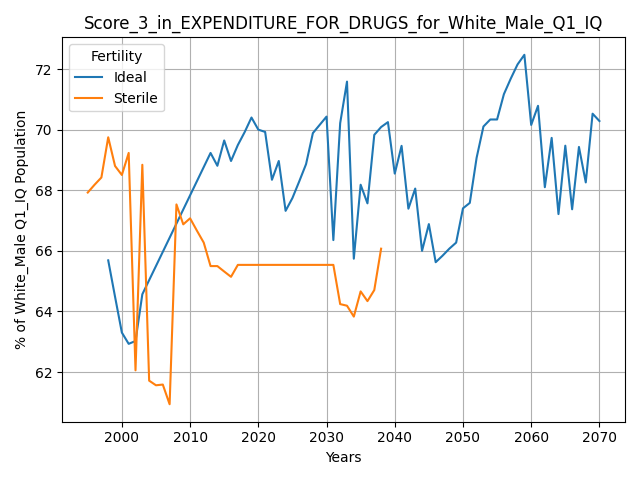 Score_3_in_EXPENDITURE_FOR_DRUGS_for_White_Male_Q1_IQ
Fertility
Ideal
Sterile
% of White_Male Q1_IQ Population
72
70
68
66
64
62
2000 2010 2020 2030 2040 2050 2060 2070
Years